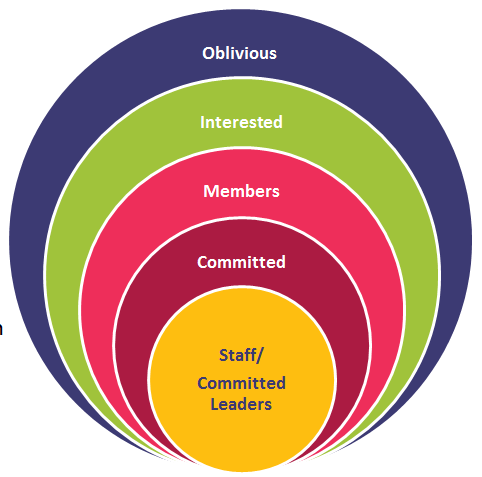 Oblivious
Interested
Members
Committed
n
Staff/
Committed
Leaders